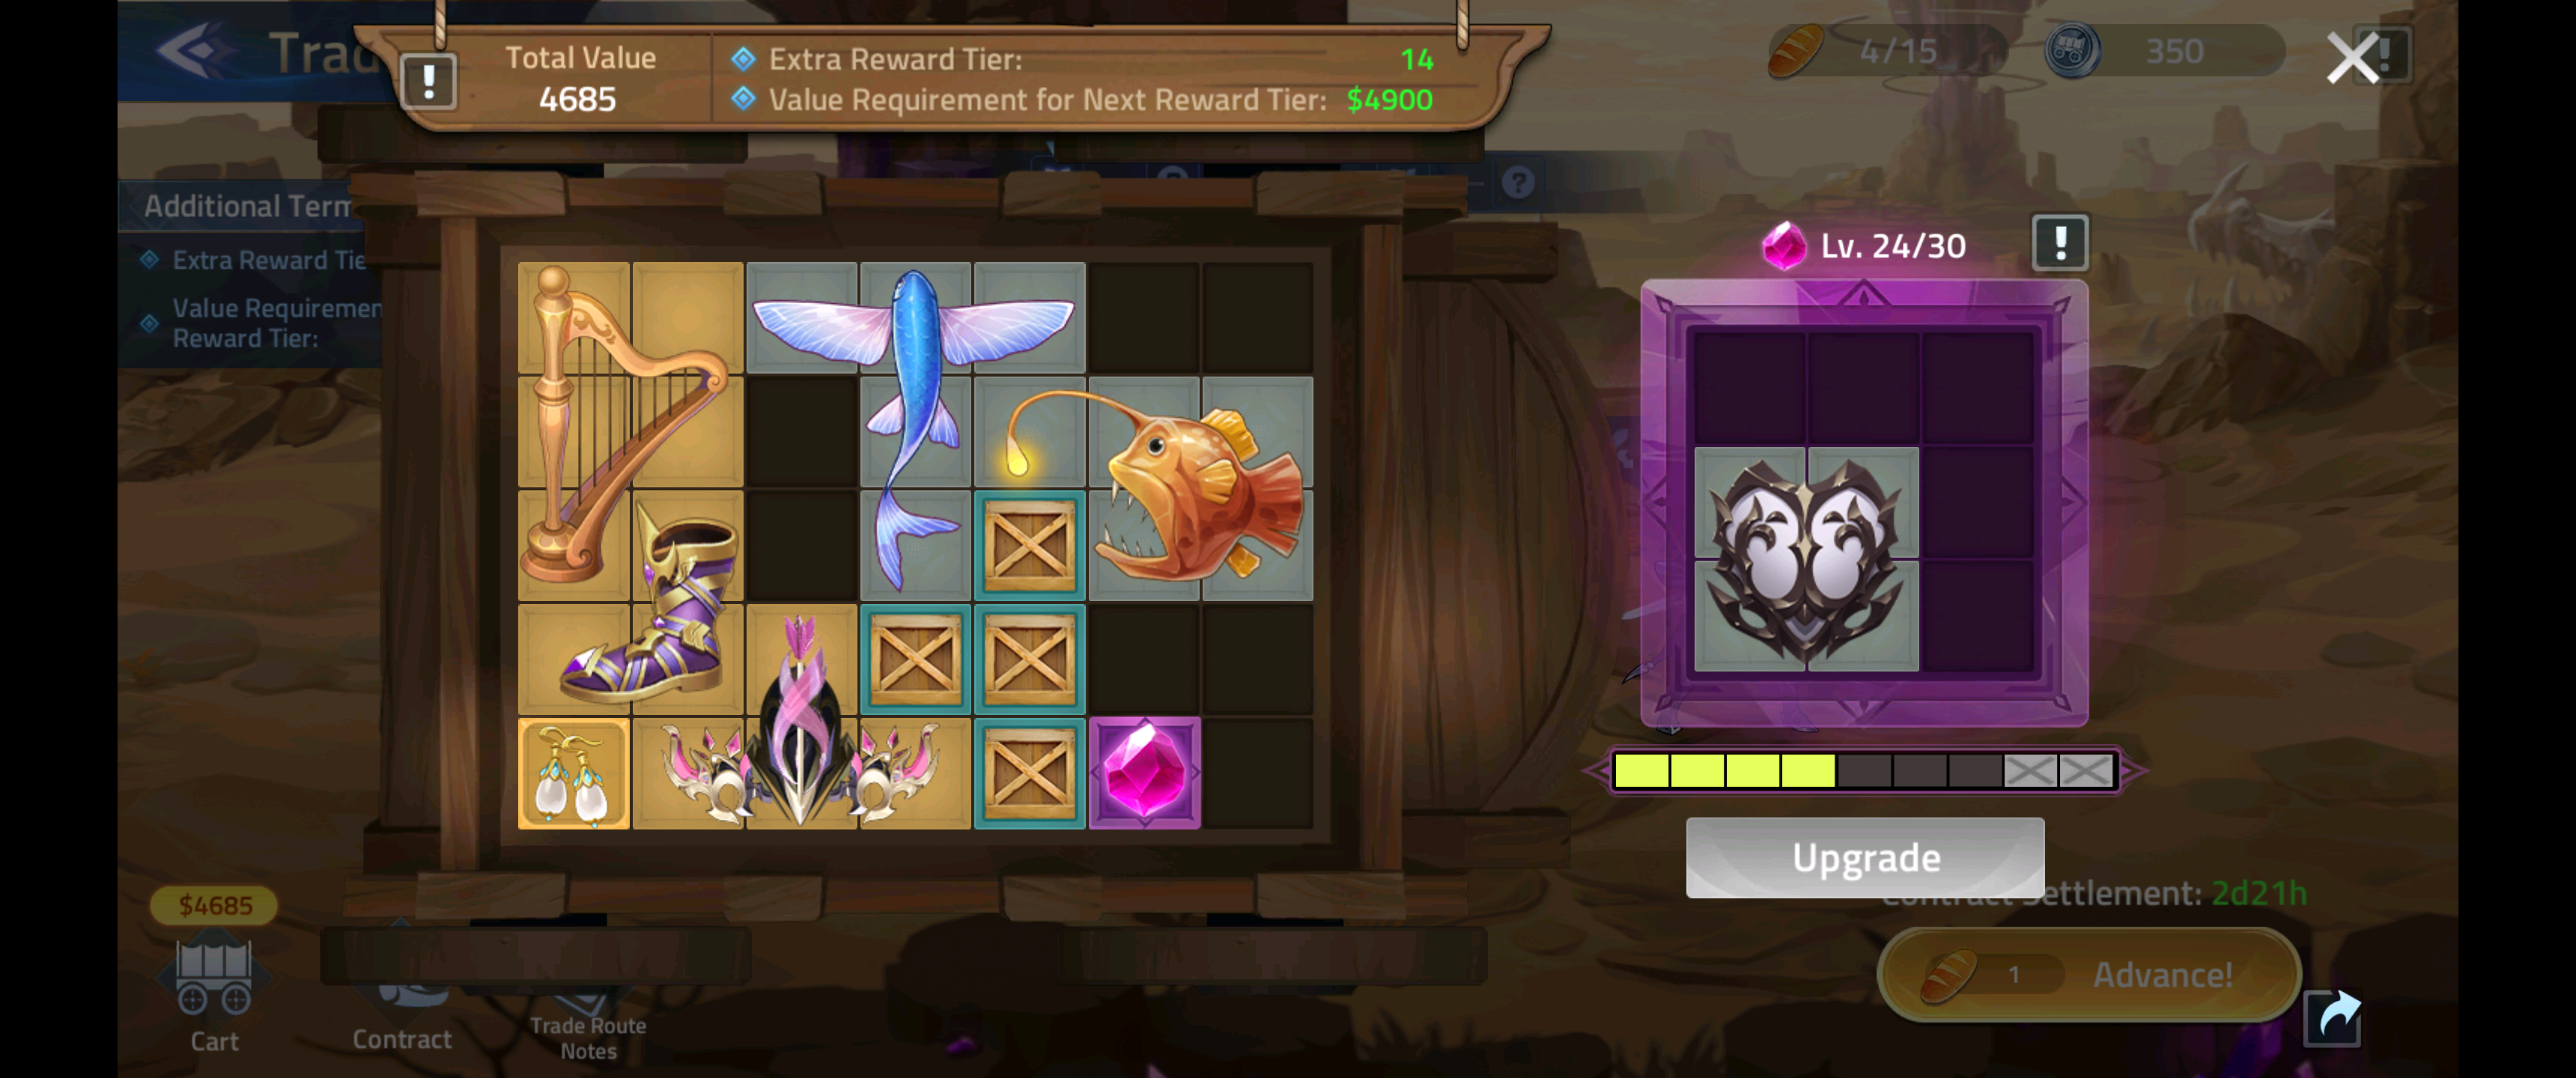 Trad
Total Value
4685
Extra Reward Tier:
14
Value Requirement for Next Reward Tier:
$4900
4/15
350
Additional Term
Extra Reward Tie
Value Requiremen
Reward Tier:
Lv. 24/30
Upgrade
$4685
Cart
Contract
Trade Route
Notes
Contract Settlement: 2d21h
1
Advance!